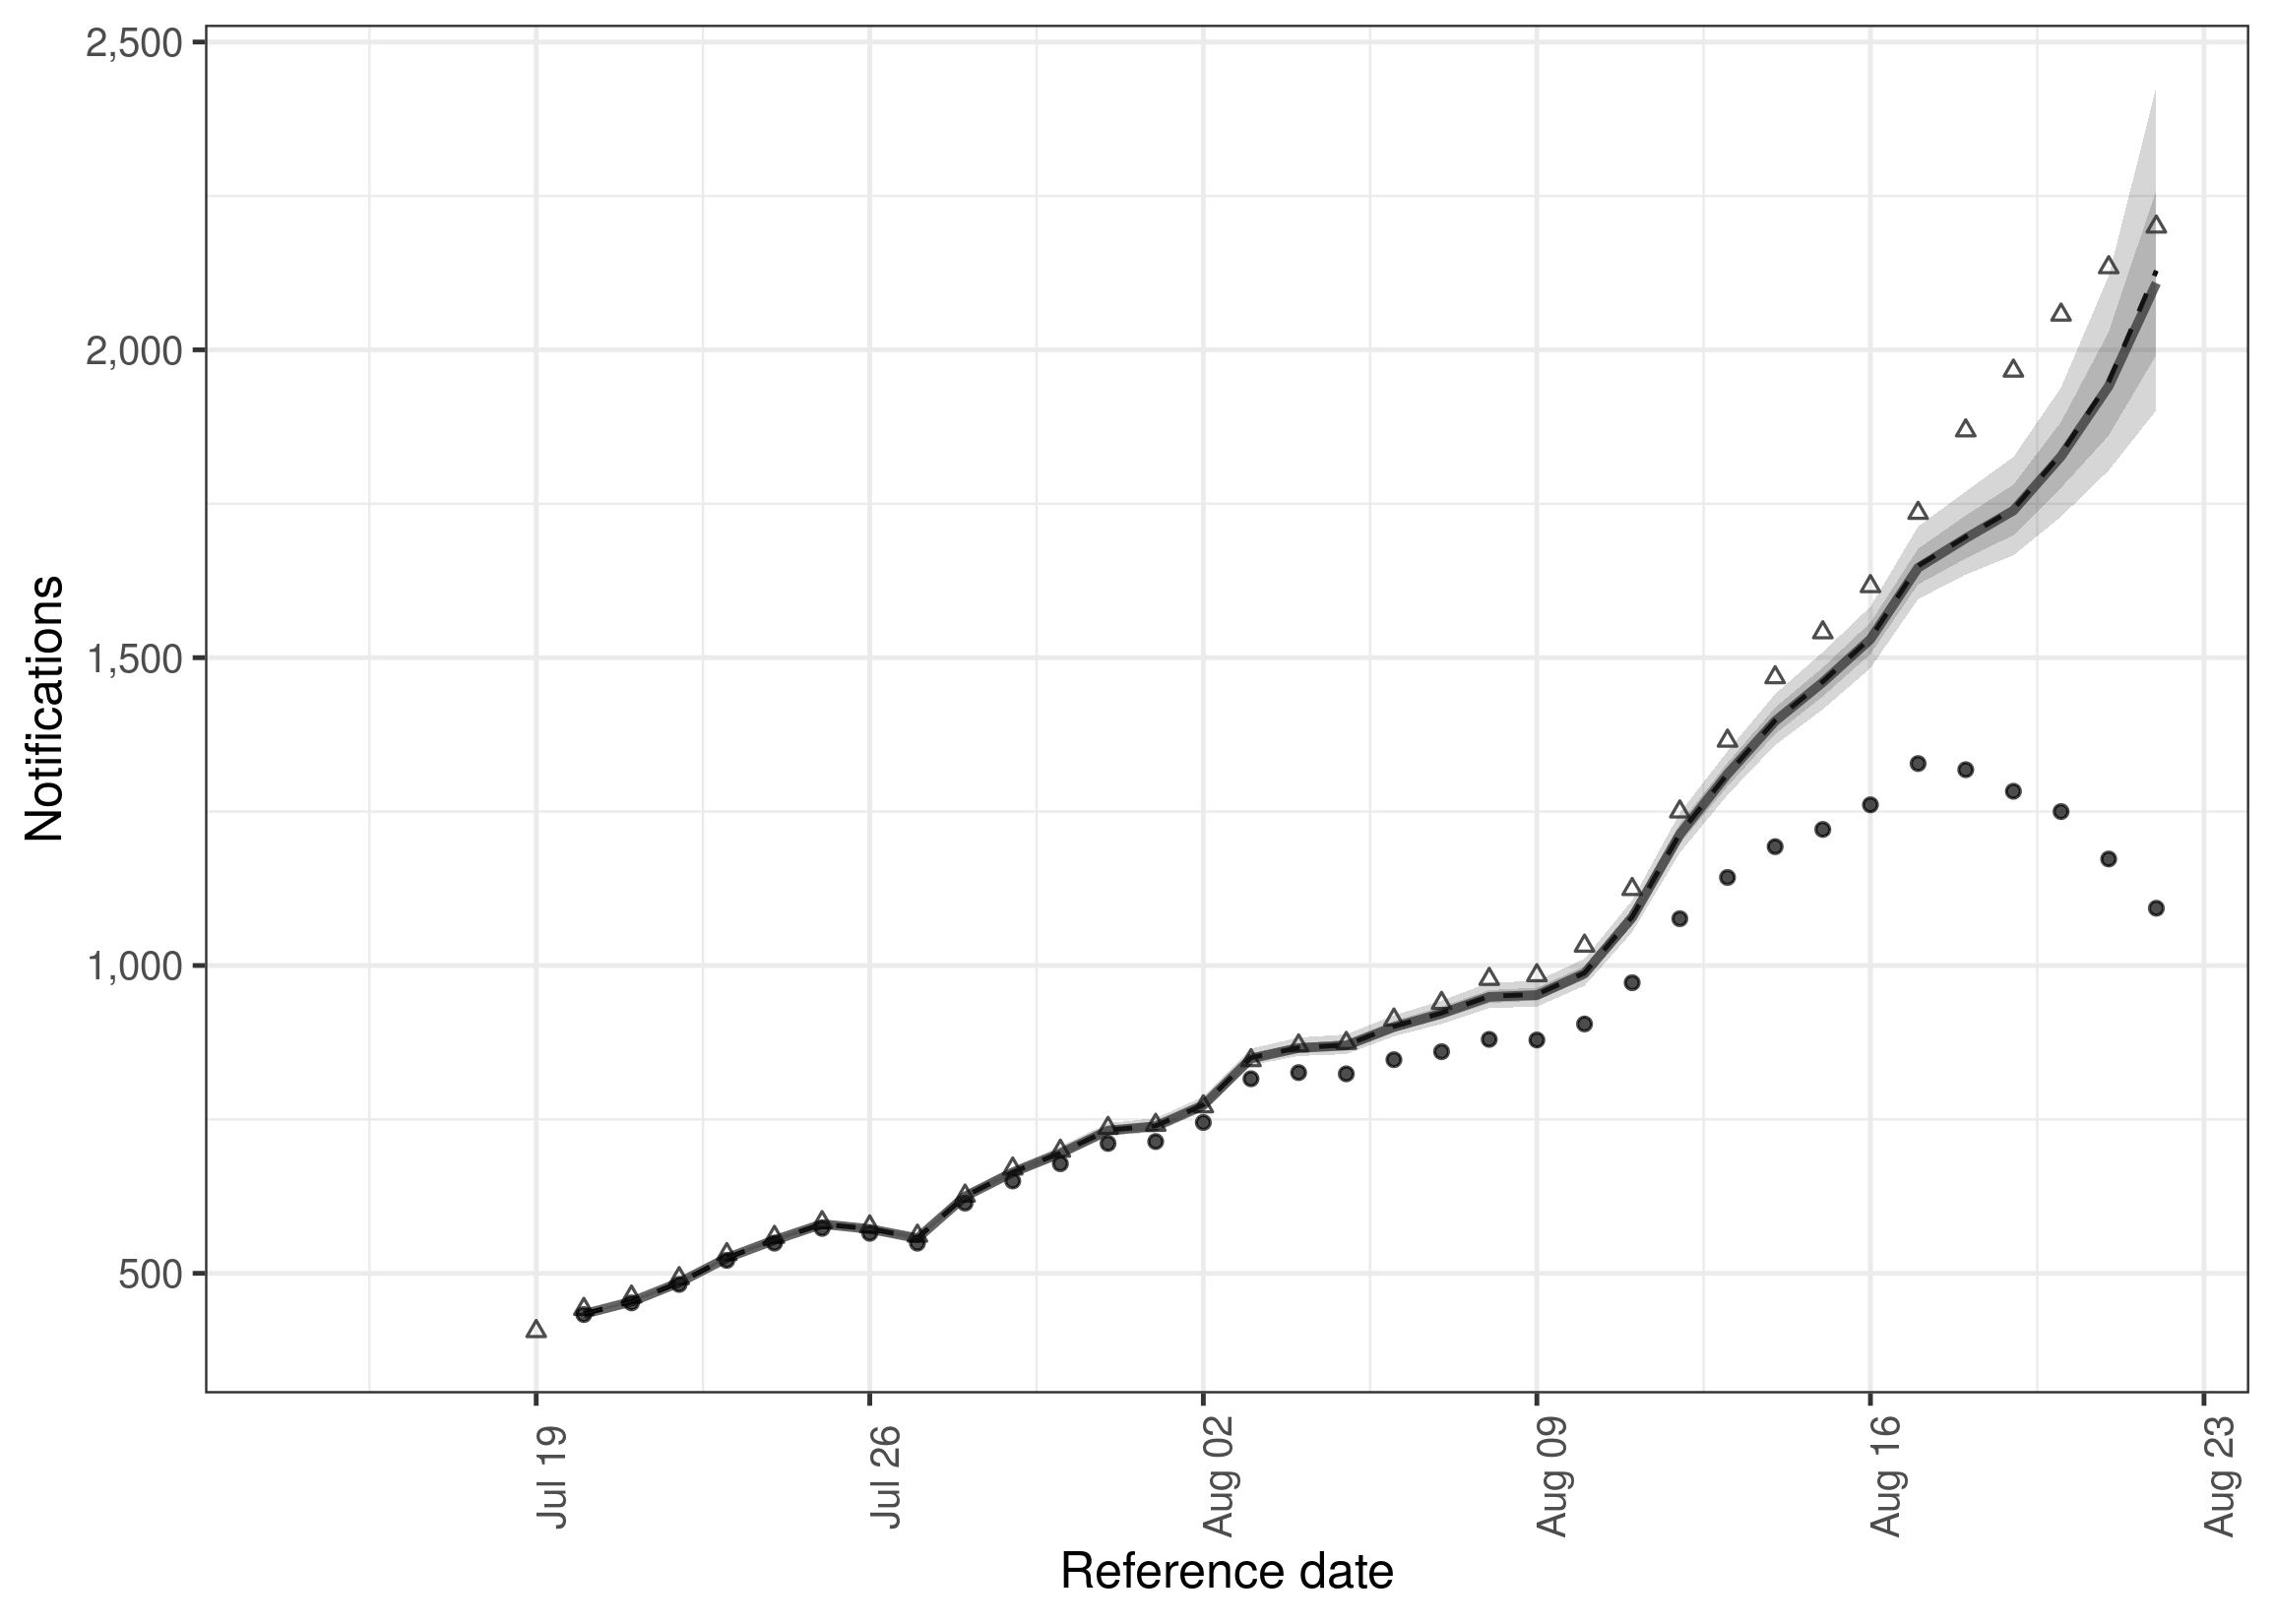 2,500
2,000
1,500
1,000
500
Notifications
Jul 19
Jul 26
Aug 02
Aug 09
Aug 16
Aug 23
Reference date